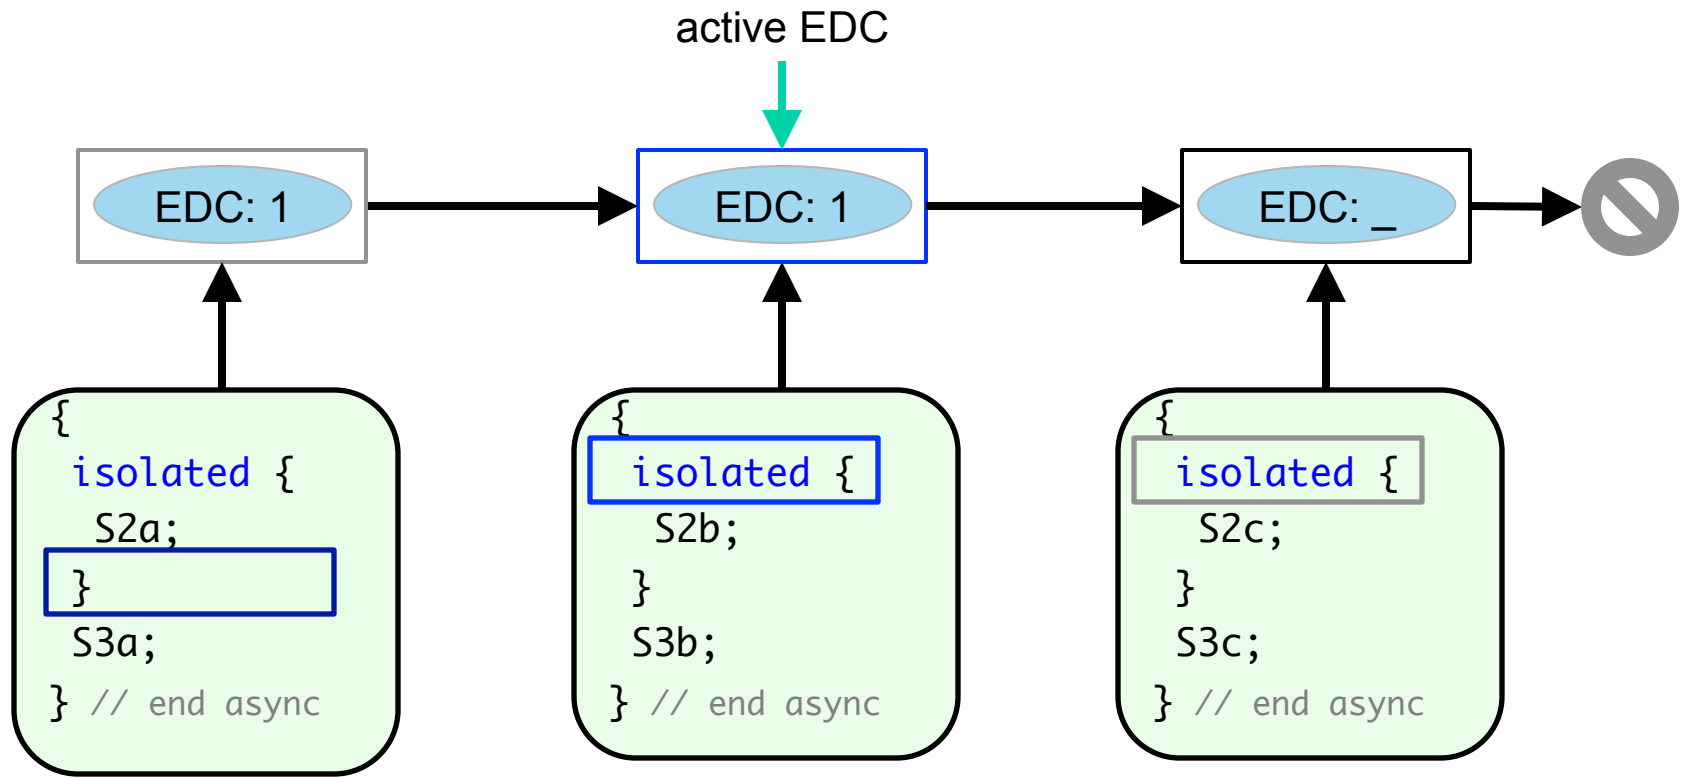 active EDC
EDC: 1
EDC: 1
EDC: _
{
isolated {
S2a;
}
S3a;
} // end async
{
isolated {
S2b;
}
S3b;
} // end async
{
isolated {
S2c;
}
S3c;
} // end async